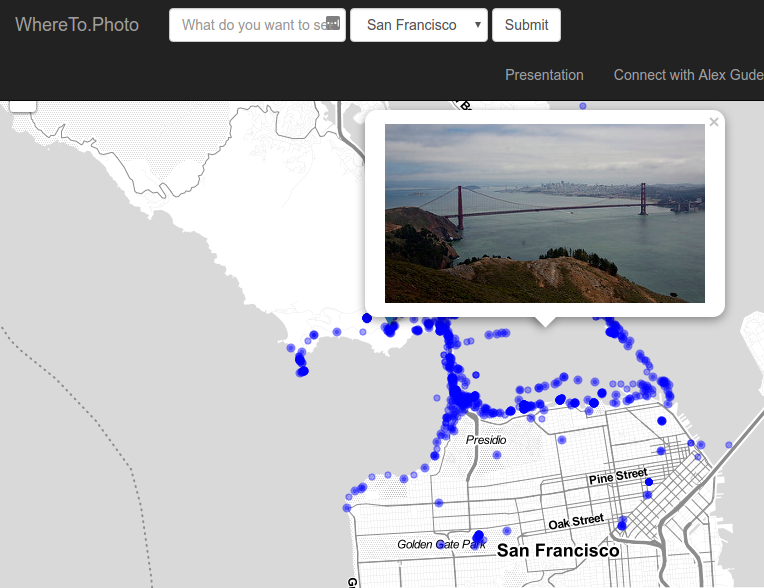 WhereTo.Photo
What do you want to se
San Francisco
Submit
Presentation
Connect with Alex Gude
×
Presidio
Pine Street
Oak Street
Golden Gate Park
San Francisco